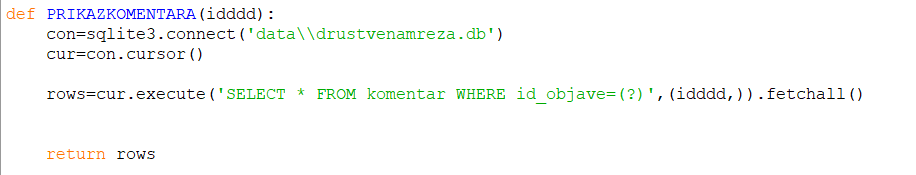 def PRIKAZKOMENTARA(idddd):
    con=sqlite3.connect('data\\drustvenamreza.db')
    cur=con.cursor()
    rows=cur.execute('SELECT * FROM komentar WHERE id_objave=(?)',(idddd,)).fetchall()
    return rows